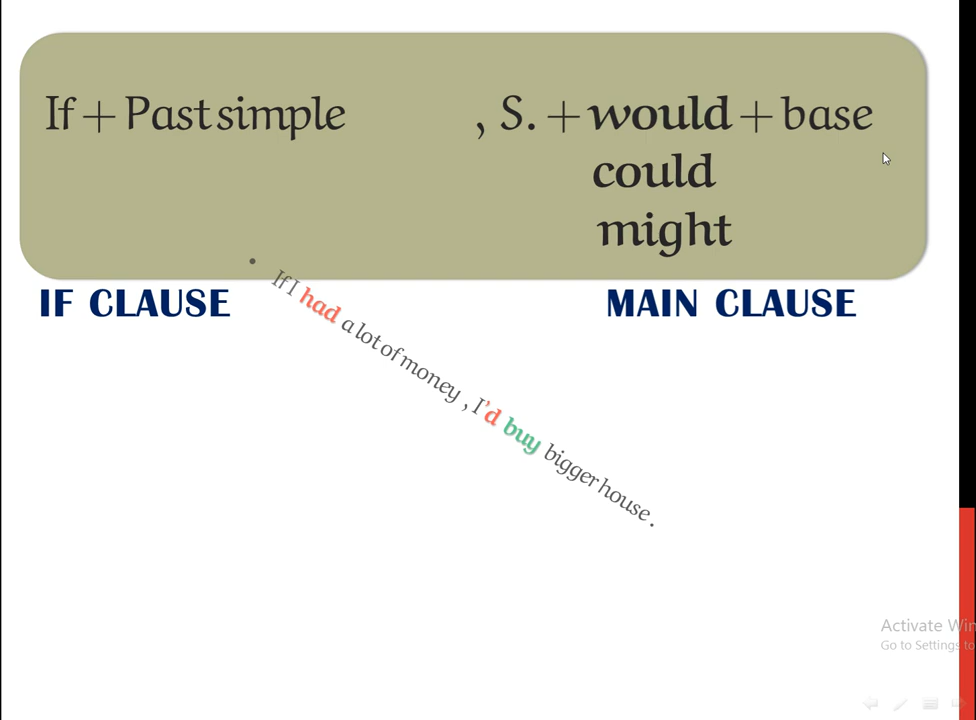 If + Past simple , S. + would + base
could
might
IF CLAUSE MAIN CLAUSE
• If I had a lot of money , I'd buy bigger house .
Activate Win
Go to Settings to